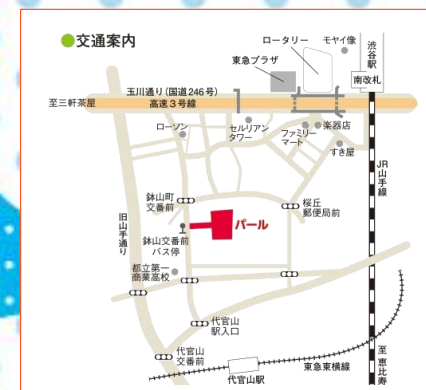 ●交通案内
ロータリー
モヤイ像
渋谷駅
東急プラザ
南改札
玉川通り(国道246号)
至三軒茶屋
高速3号線
ローソン
セルリアン
タワー
ファミリー
マート
楽器店
すき屋
JR山手線
鉢山町
交番前
桜丘
郵便局前
旧山手通り
パール
鉢山交番前
バス停
都立第一
商業高校
代官山
駅入口
代官山
交番前
東急東横線
代官山駅
至恵比寿